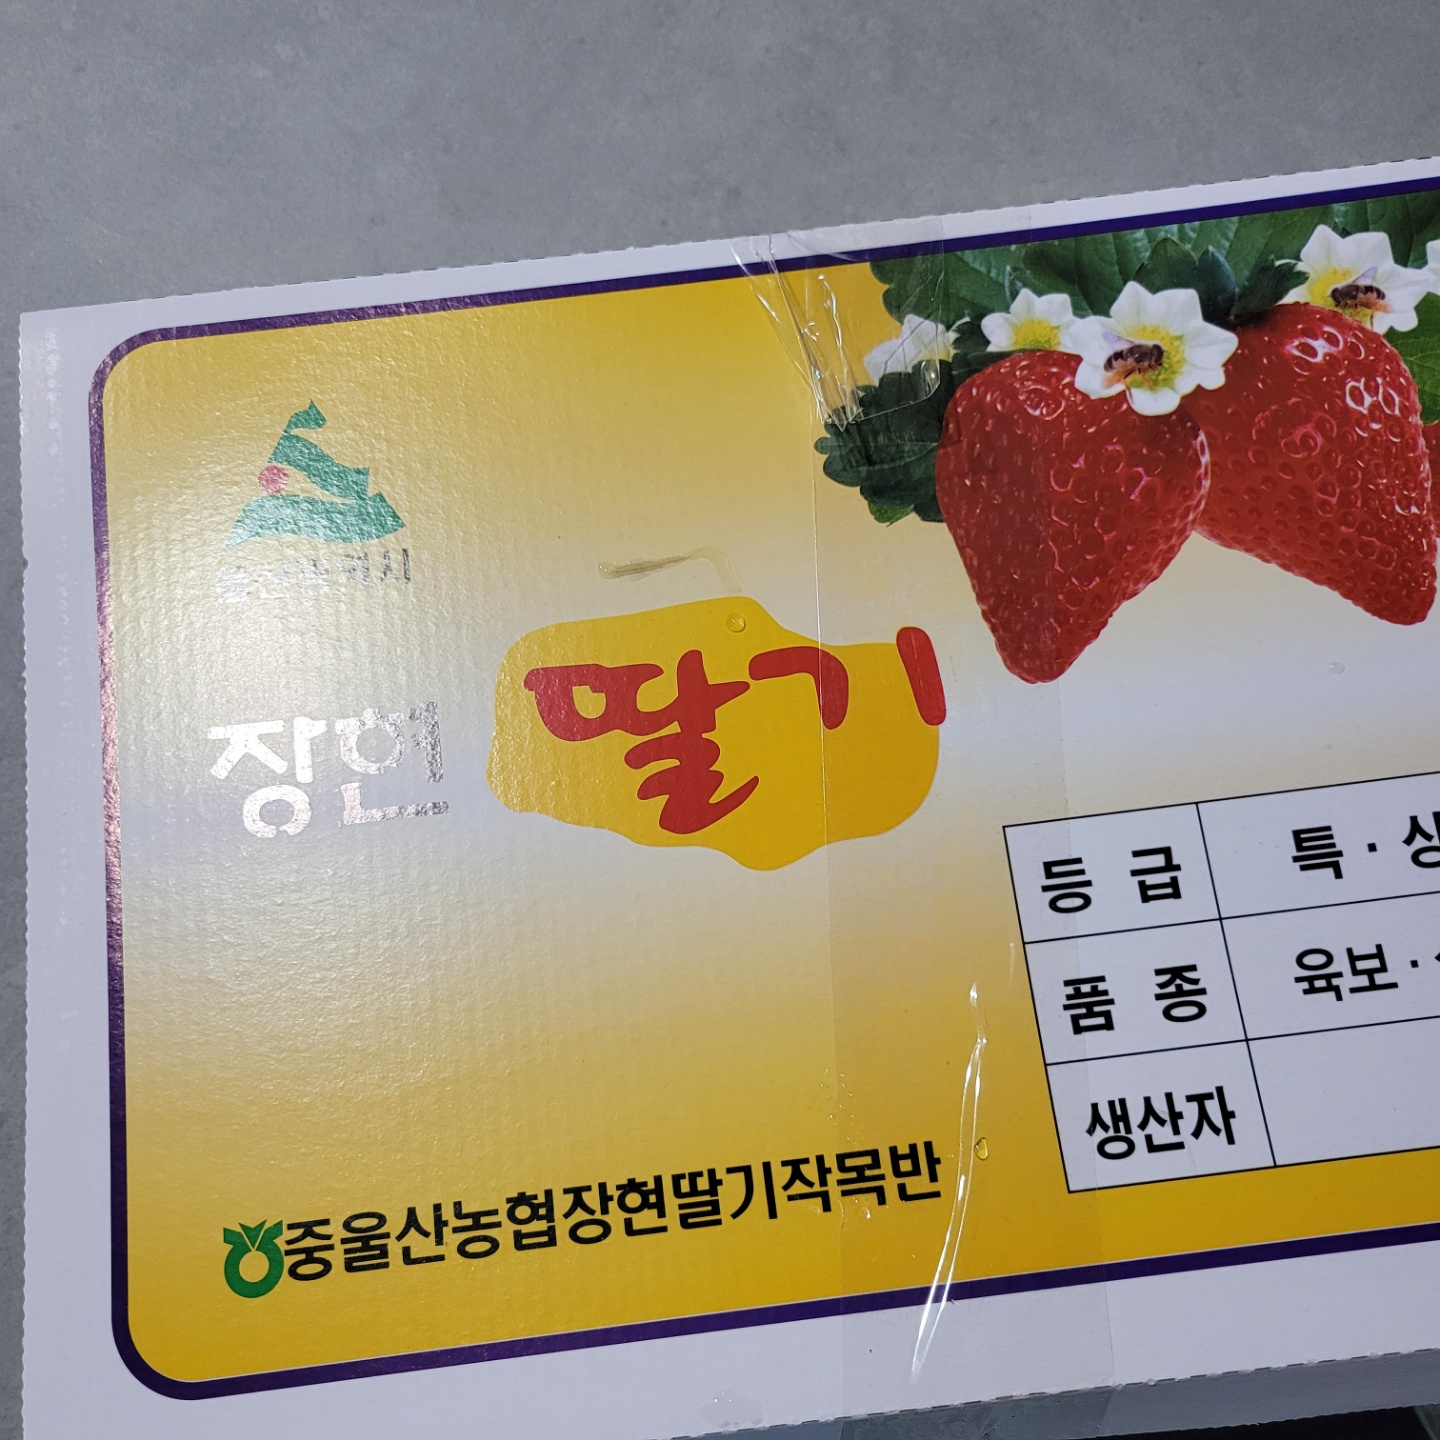 장현 딸기
등 급 특 · 상
품 종 육보 ·
생산자
중울산농협장현딸기작목반